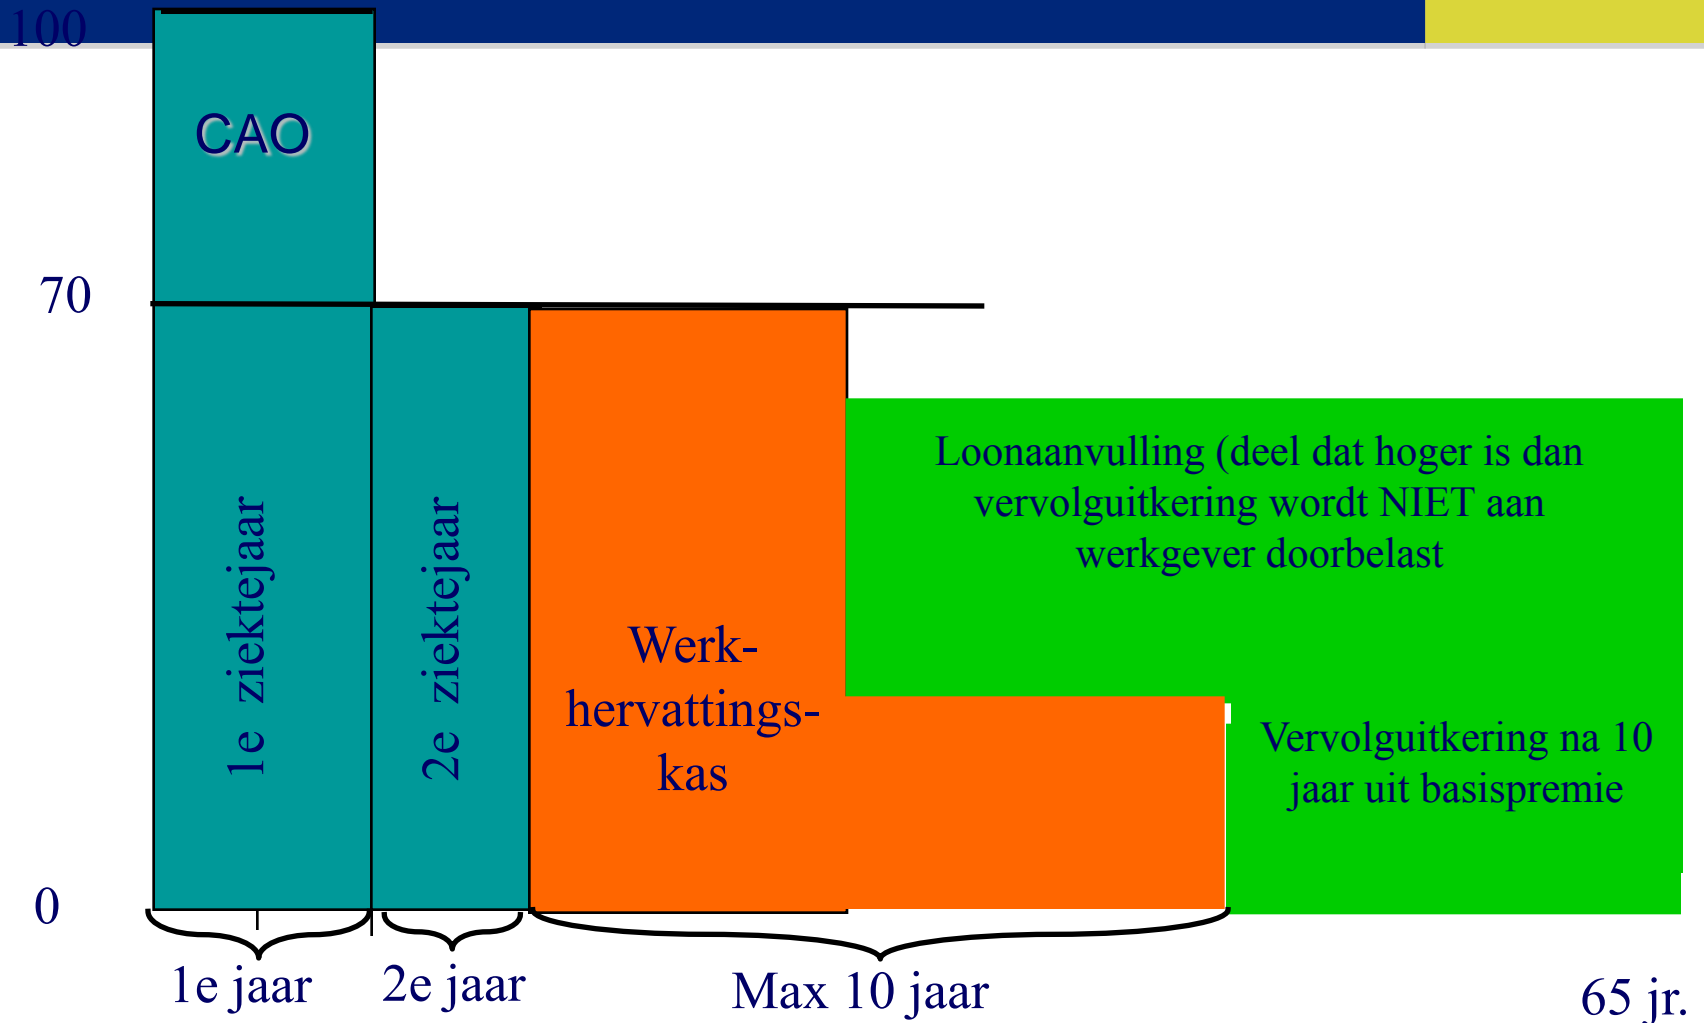 100
CAO
70
1e ziektejaar
2e ziektejaar
Werk-
hervattings-
kas
Loonaanvulling (deel dat hoger is dan
vervolguitkering wordt NIET aan
werkgever doorbelast
Vervolguitkering na 10
jaar uit basispremie
0
1e jaar
2e jaar
Max 10 jaar
65 jr.